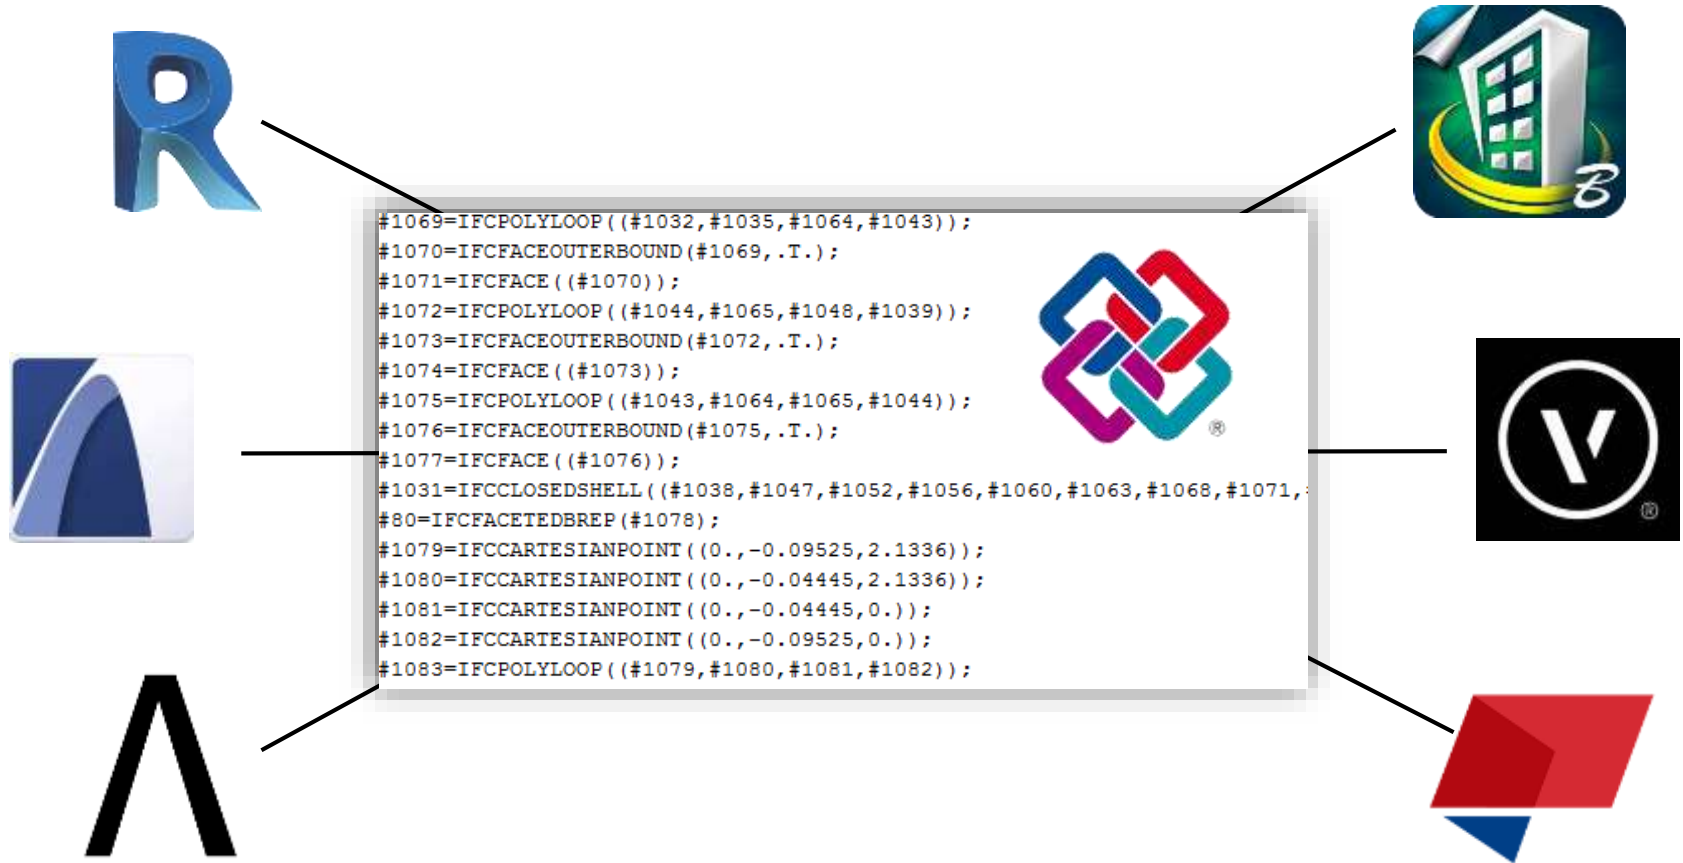 #1069=IFCPOLYLOOP((#1032,#1035,#1064,#1043));
#1070=IFCFACEOUTERBOUND(#1069,.T.);
#1071=IFCFACE((#1070));
#1072=IFCPOLYLOOP((#1044,#1065,#1048,#1039));
#1073=IFCFACEOUTERBOUND(#1072,.T.);
#1074=IFCFACE((#1073));
#1075=IFCPOLYLOOP((#1043,#1064,#1065,#1044));
#1076=IFCFACEOUTERBOUND(#1075,.T.);
#1077=IFCFACE((#1076));
#1031=IFCCLOSEDSHELL((#1038,#1047,#1052,#1056,#1060,#1063,#1068,#1071,
#80=IFCFACETEDBREP(#1078);
#1079=IFCCARTESIANPOINT((0.,-0.09525,2.1336));
#1080=IFCCARTESIANPOINT((0.,-0.04445,2.1336));
#1081=IFCCARTESIANPOINT((0.,-0.04445,0.));
#1082=IFCCARTESIANPOINT((0.,-0.09525,0.));
#1083=IFCPOLYLOOP((#1079,#1080,#1081,#1082));
R
B
®
V
®